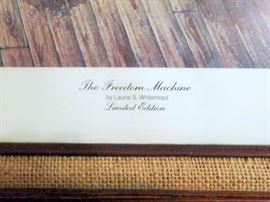 The Freedom Machine
by Laurie S. Whitehead
Limited Edition